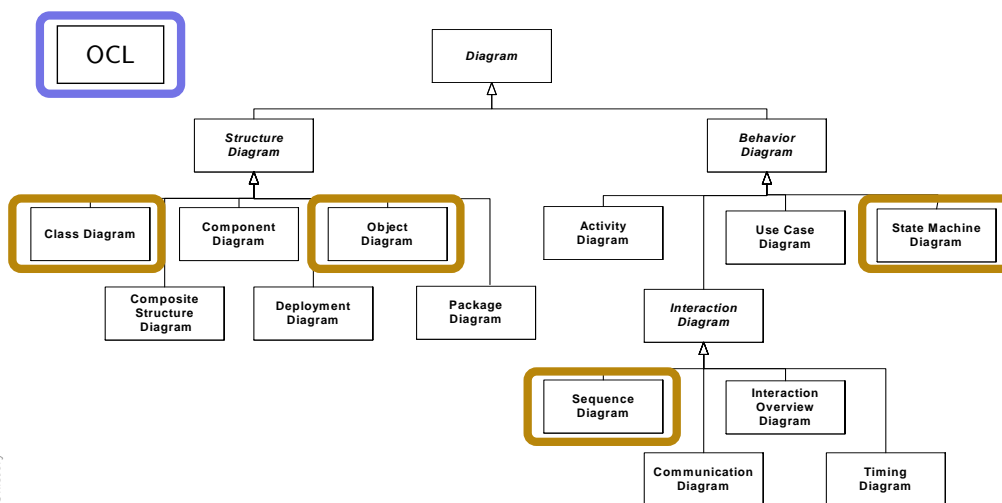 OCL
Diagram
Structure
Diagram
Behavior
Diagram
Class Diagram
Component
Diagram
Object
Diagram
Activity
Diagram
Use Case
Diagram
State Machine
Diagram
Composite
Structure
Diagram
Deployment
Diagram
Package
Diagram
Interaction
Diagram
Sequence
Diagram
Interaction
Overview
Diagram
Communication
Diagram
Timing
Diagram